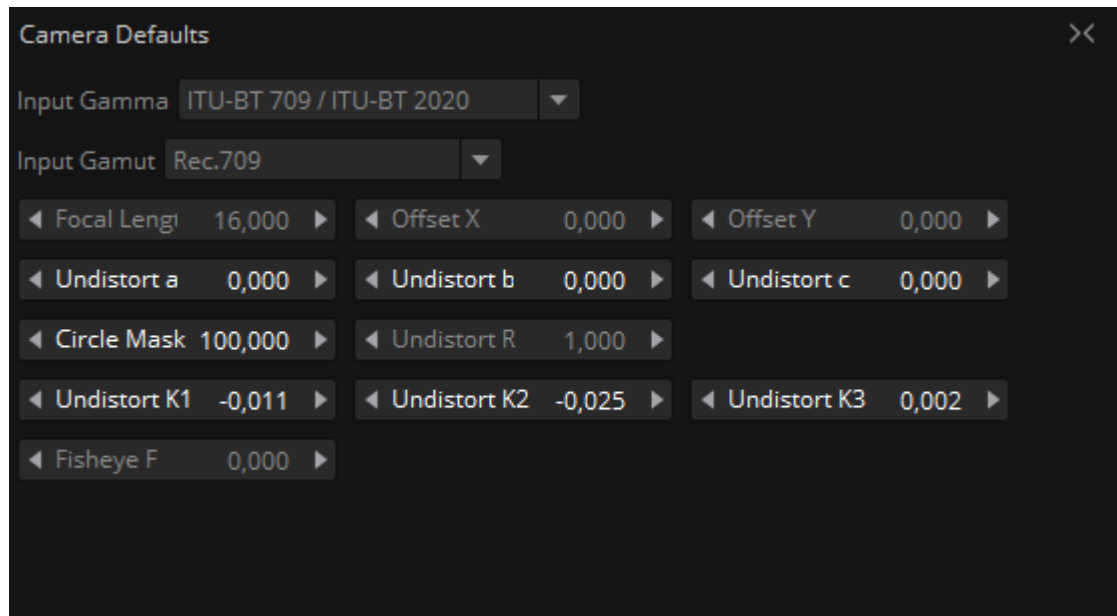 Camera Defaults
Input Gamma ITU-BT 709 / ITU-BT 2020
Input Gamut Rec.709
Focal Lengt 16,000 Offset X 0,000 Offset Y 0,000
Undistort a 0,000 Undistort b 0,000 Undistort c 0,000
Circle Mask 100,000 Undistort R 1,000
Undistort K1 -0,011 Undistort K2 -0,025 Undistort K3 0,002
Fisheye F 0,000